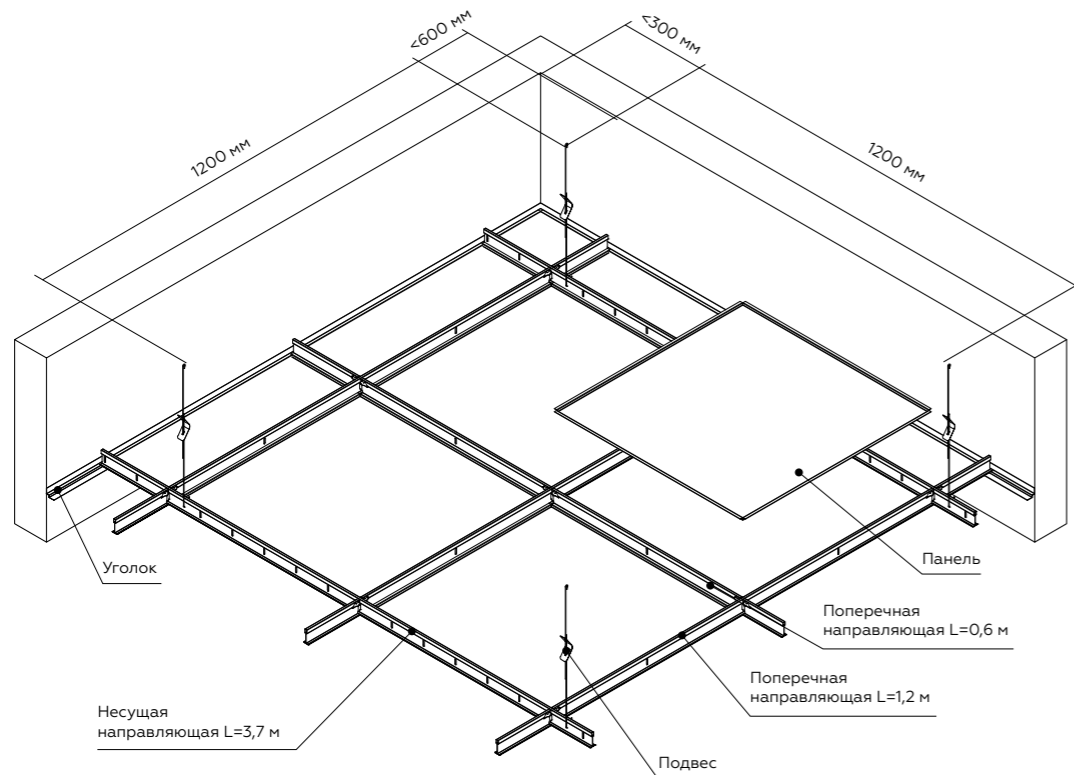 <600 мм
<300 мм
1200 мм
1200 мм
Уголок
Панель
Поперечная
направляющая L=0,6 м
Поперечная
направляющая L=1,2 м
Несущая
направляющая L=3,7 м
Подвес